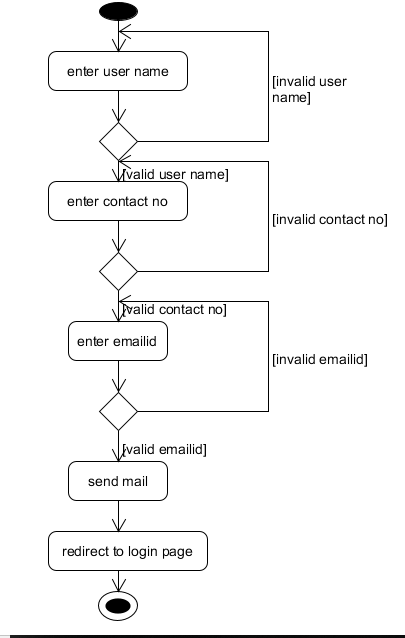 enter user name
[invalid user
name]
[valid user name]
enter contact no
[invalid contact no]
[valid contact no]
enter emailid
[invalid emailid]
[valid emailid]
send mail
redirect to login page